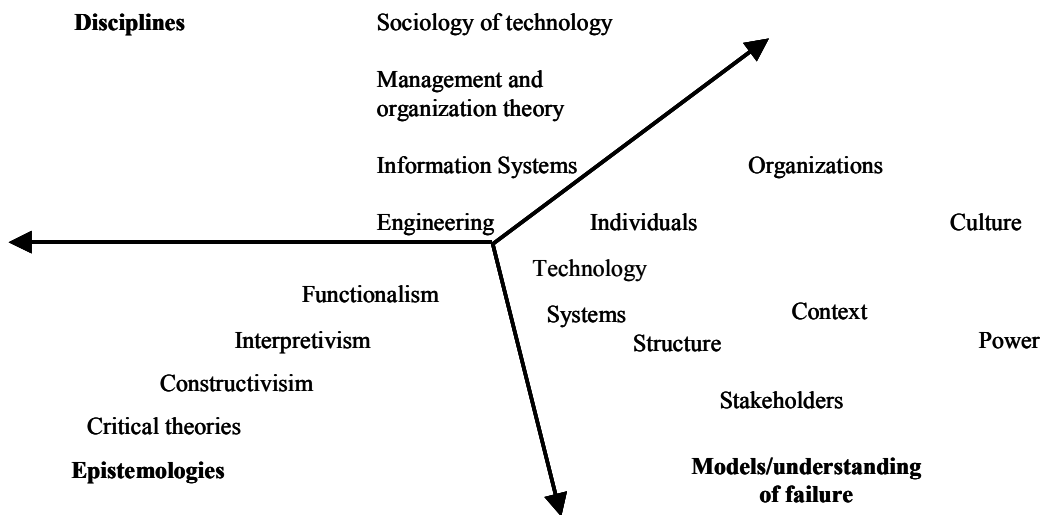 Disciplines
Sociology of technology
Management and
organization theory
Information Systems
Organizations
Engineering
Individuals
Culture
Technology
Functionalism
Systems
Context
Interpretivism
Structure
Power
Constructivisim
Stakeholders
Critical theories
Epistemologies
Models/understanding
of failure